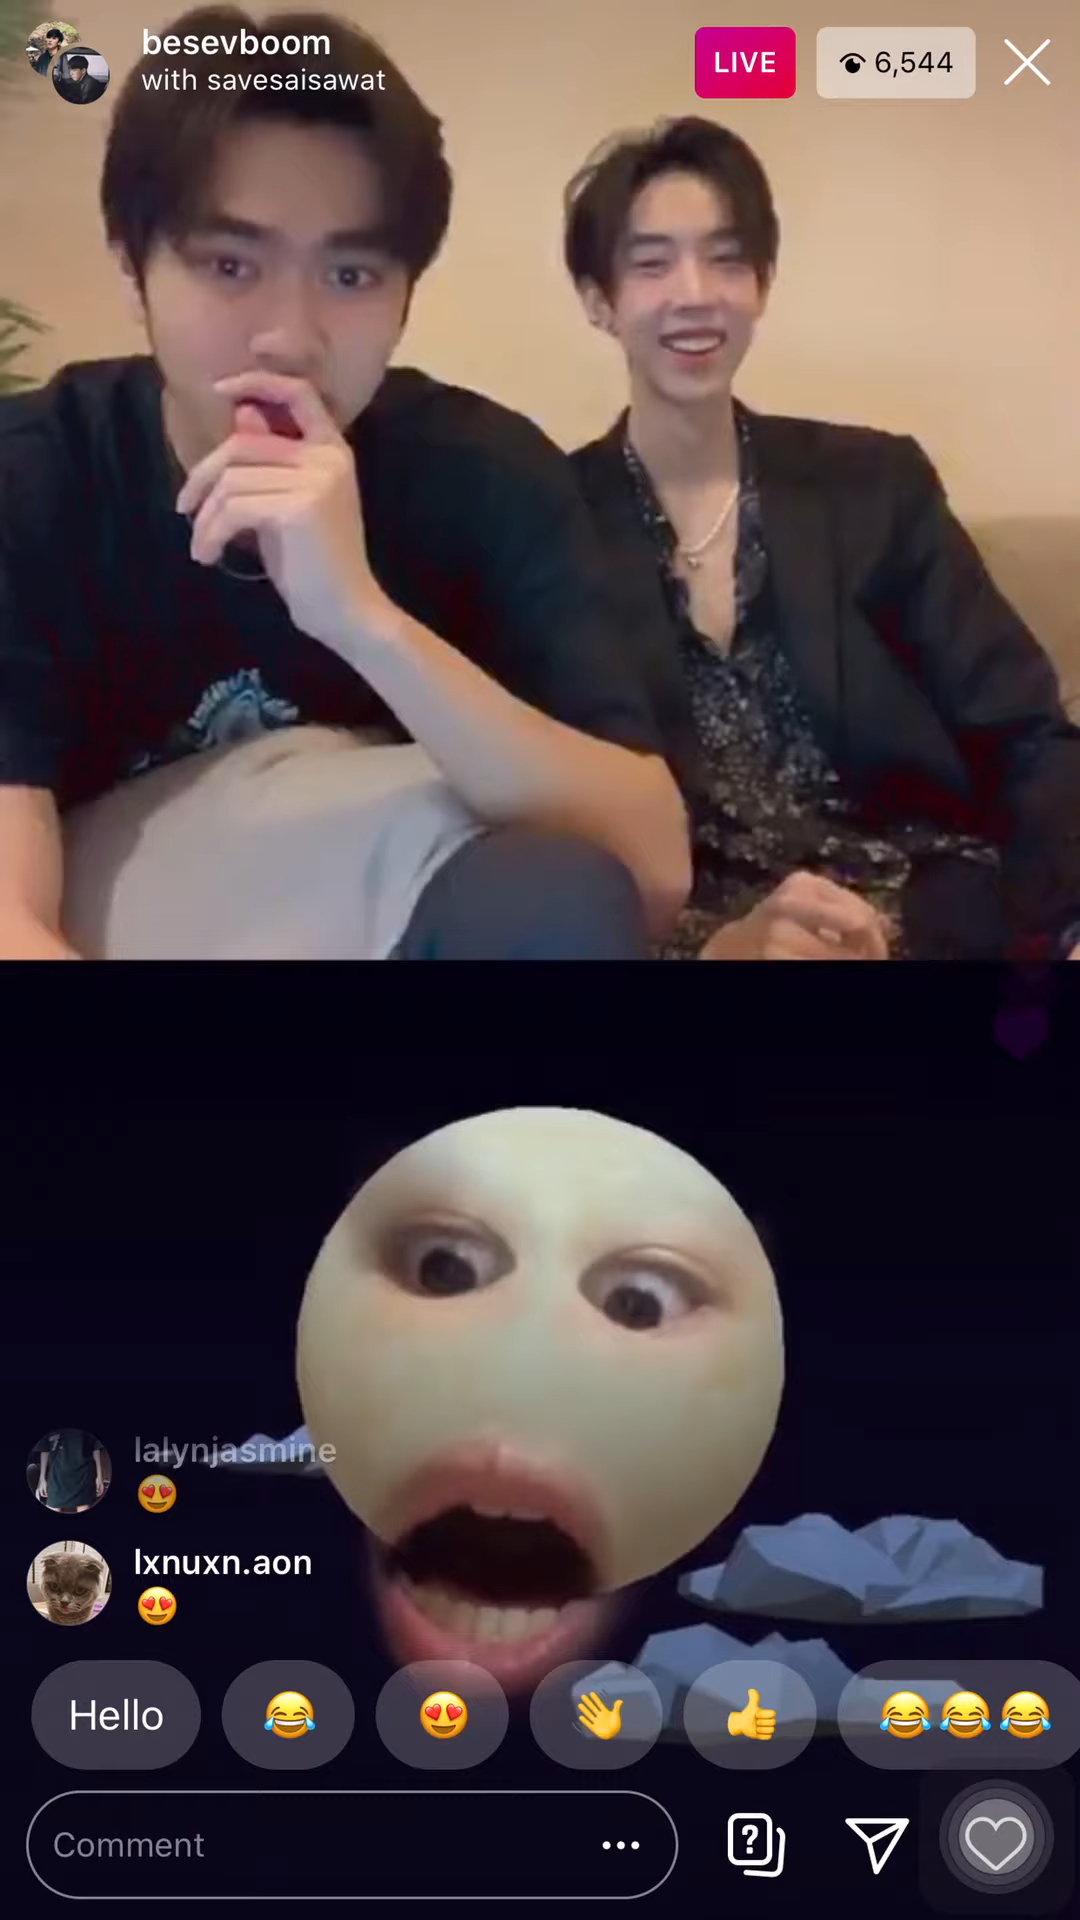 besevboom
with savesaisawat
LIVE
6,544
lalynjasmine
😍
lxnuxn.aon
😍
Hello
😂
😍
👋
👍
😂😂😂
Comment